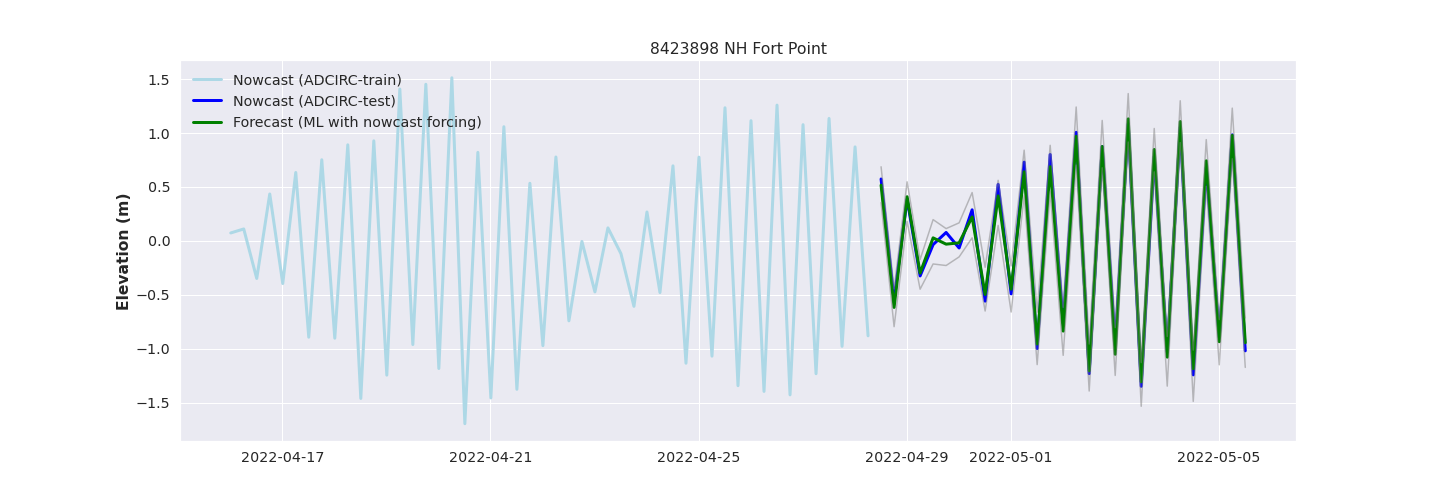 8423898 NH Fort Point
Nowcast (ADCIRC-train)
Nowcast (ADCIRC-test)
Forecast (ML with nowcast forcing)
Elevation (m)
1.5
1.0
0.5
0.0
−0.5
−1.0
−1.5
2022-04-17
2022-04-21
2022-04-25
2022-04-29
2022-05-01
2022-05-05